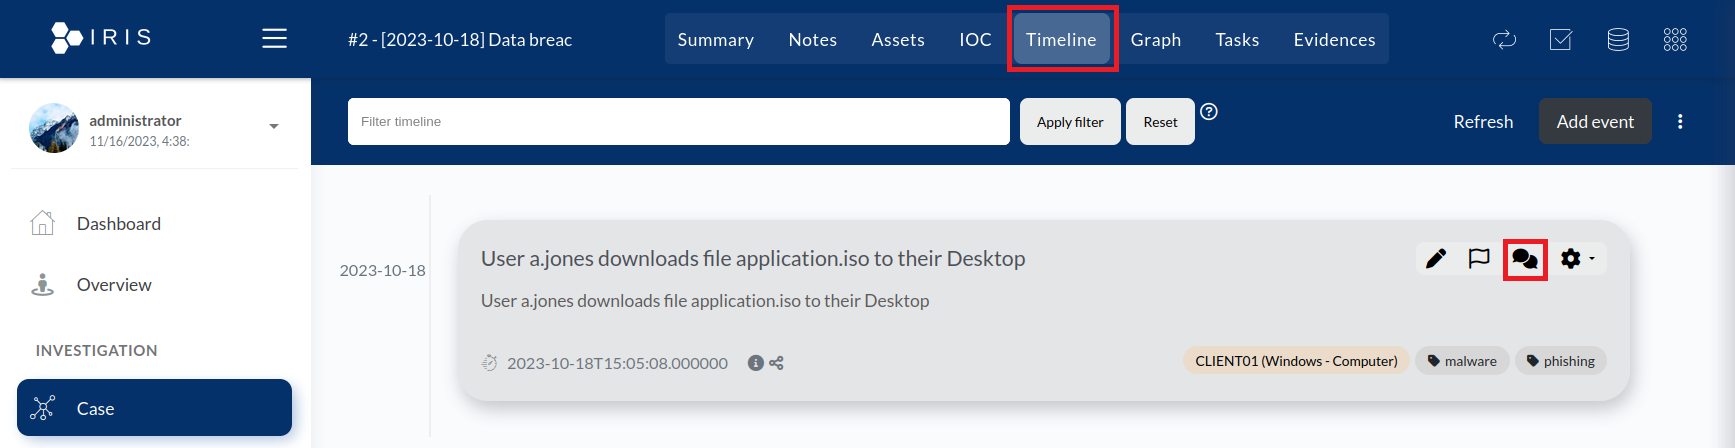 IRIS
#2 - [2023-10-18] Data breac
Summary Notes Assets IOC Timeline Graph Tasks Evidences
administrator
11/16/2023, 4:38:
Filter timeline
Apply filter
Reset
Refresh
Add event
Dashboard
Overview
INVESTIGATION
Case
2023-10-18
User a.jones downloads file application.iso to their Desktop
User a.jones downloads file application.iso to their Desktop
2023-10-18T15:05:08.000000
CLIENT01 (Windows - Computer) malware phishing